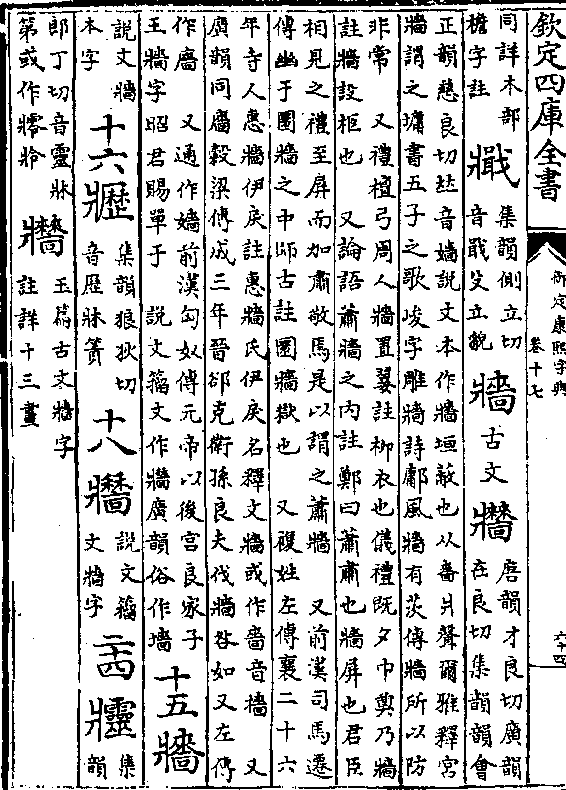 欽定四庫全書
御定康熙字典
卷十七
六十四
同詳木部
檐字註
集韻側立切
音戢牀立貌
牆
古文
唐韻才良切廣韻
在良切集韻韻會
正韻慈良切𠀤音嬙說文本作牆垣蔽也从嗇爿聲爾雅釋宮
牆謂之墉書五子之歌峻宇雕牆詩鄘風牆有茨傳牆所以防
非常 又禮檀弓周人牆置翣註柳衣也儀禮既夕巾奠乃牆
註牆設柩也 又論語蕭牆之內註鄭曰蕭肅也牆屏也君臣
相見之禮至屏而加肅敬焉是以謂之蕭牆 又前漢司馬遷
傳幽于圜牆之中師古註圜牆獄也 又複姓左傳襄二十六
年寺人惠牆伊戾註惠牆氏伊戾名釋文牆或作嗇音檣 又
廣韻同廧穀梁傳成三年晉郤克衛孫良夫伐牆咎如又左傳
作廧 又通作嬙前漢匈奴傳元帝以後宮良家子
王牆字昭君賜單于 說文籀文作牆廣韻俗作墻
十五
說文牆
本字
十六
集韻狼狄切
音歷牀簀
十八
說文籀
文牆字
二十四
集
韻
郎丁切音靈牀
第或作
玉篇古文牆字
註詳十三畫